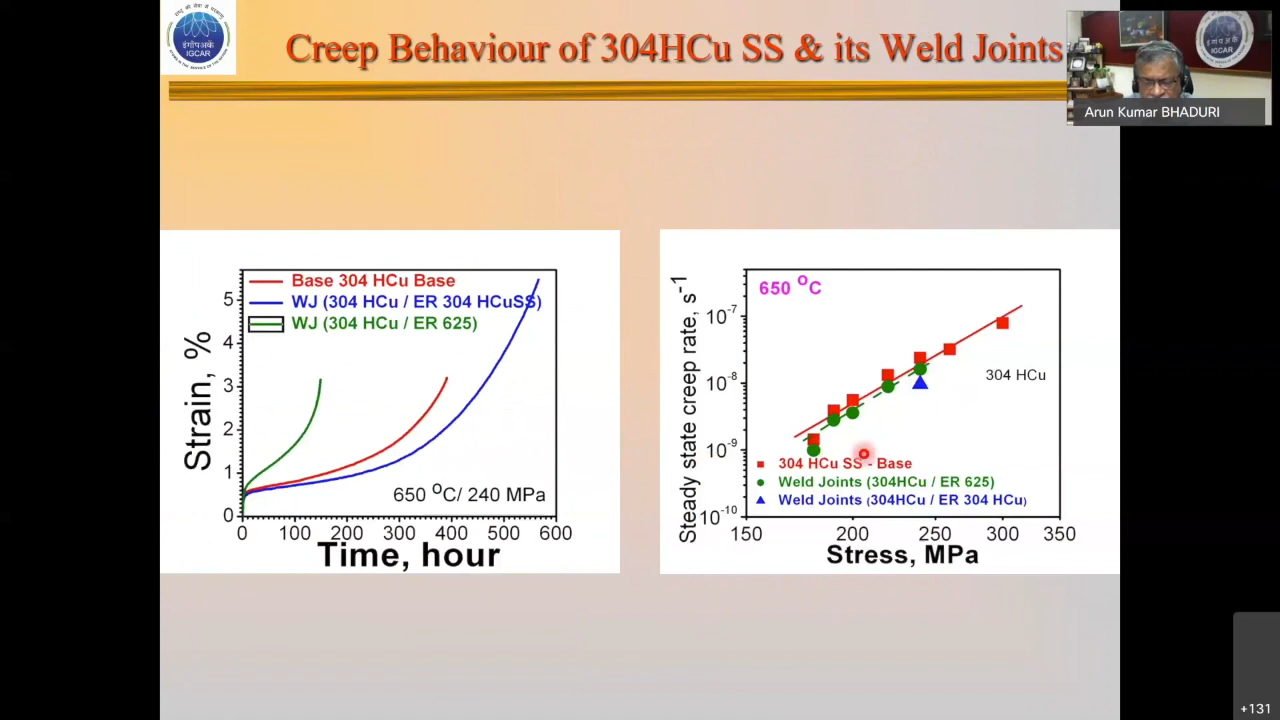 इंगांपअकें
IGCAR
Creep Behaviour of 304HCu SS & its Weld Joints
IGCAR
Arun Kumar BHADURI
Base 304 HCu Base
WJ (304 HCu / ER 304 HCuSS)
WJ (304 HCu / ER 625)
Strain, %
5
4
3
2
1
0
650 °C/ 240 MPa
0 100 200 300 400 500 600
Time, hour
Steady state creep rate, s⁻¹
650 °C
10⁻⁷
10⁻⁸
10⁻⁹
10⁻¹⁰
304 HCu
304 HCu SS - Base
Weld Joints (304HCu / ER 625)
Weld Joints (304HCu / ER 304 HCu)
150 200 250 300 350
Stress, MPa
+131